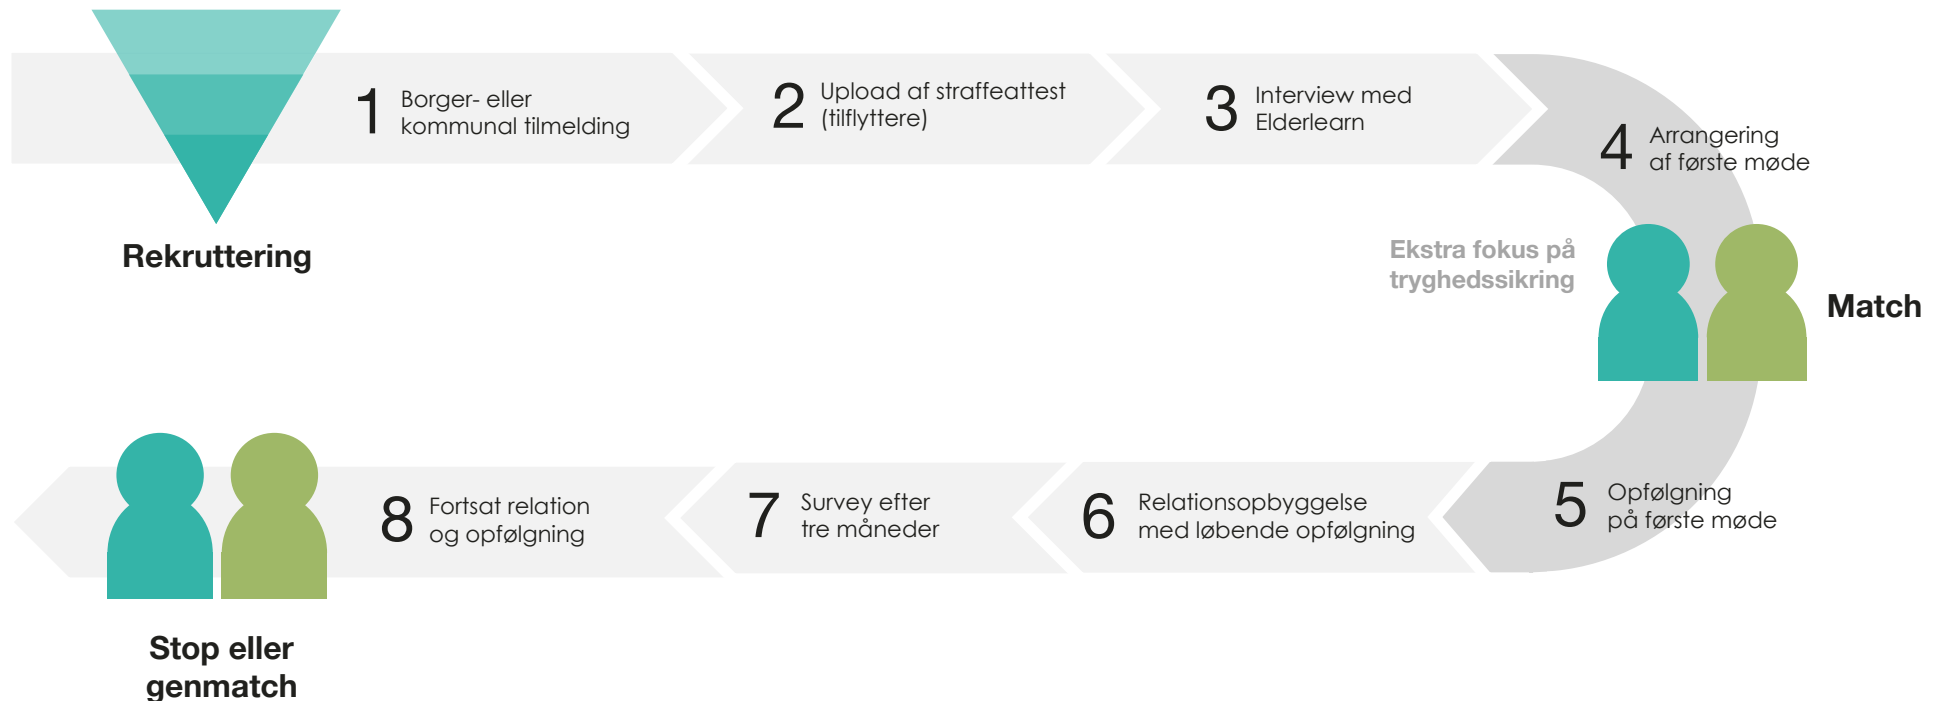 Rekruttering
1 Borger- eller
kommunal tilmelding
2 Upload af straffeattest
(tilflyttere)
3 Interview med
Elderlearn
4 Arrangering
af første møde
Ekstra fokus på
tryghedssikring
Match
5 Opfølgning
på første møde
6 Relationsopbyggelse
med løbende opfølgning
7 Survey efter
tre måneder
8 Fortsat relation
og opfølgning
Stop eller
genmatch